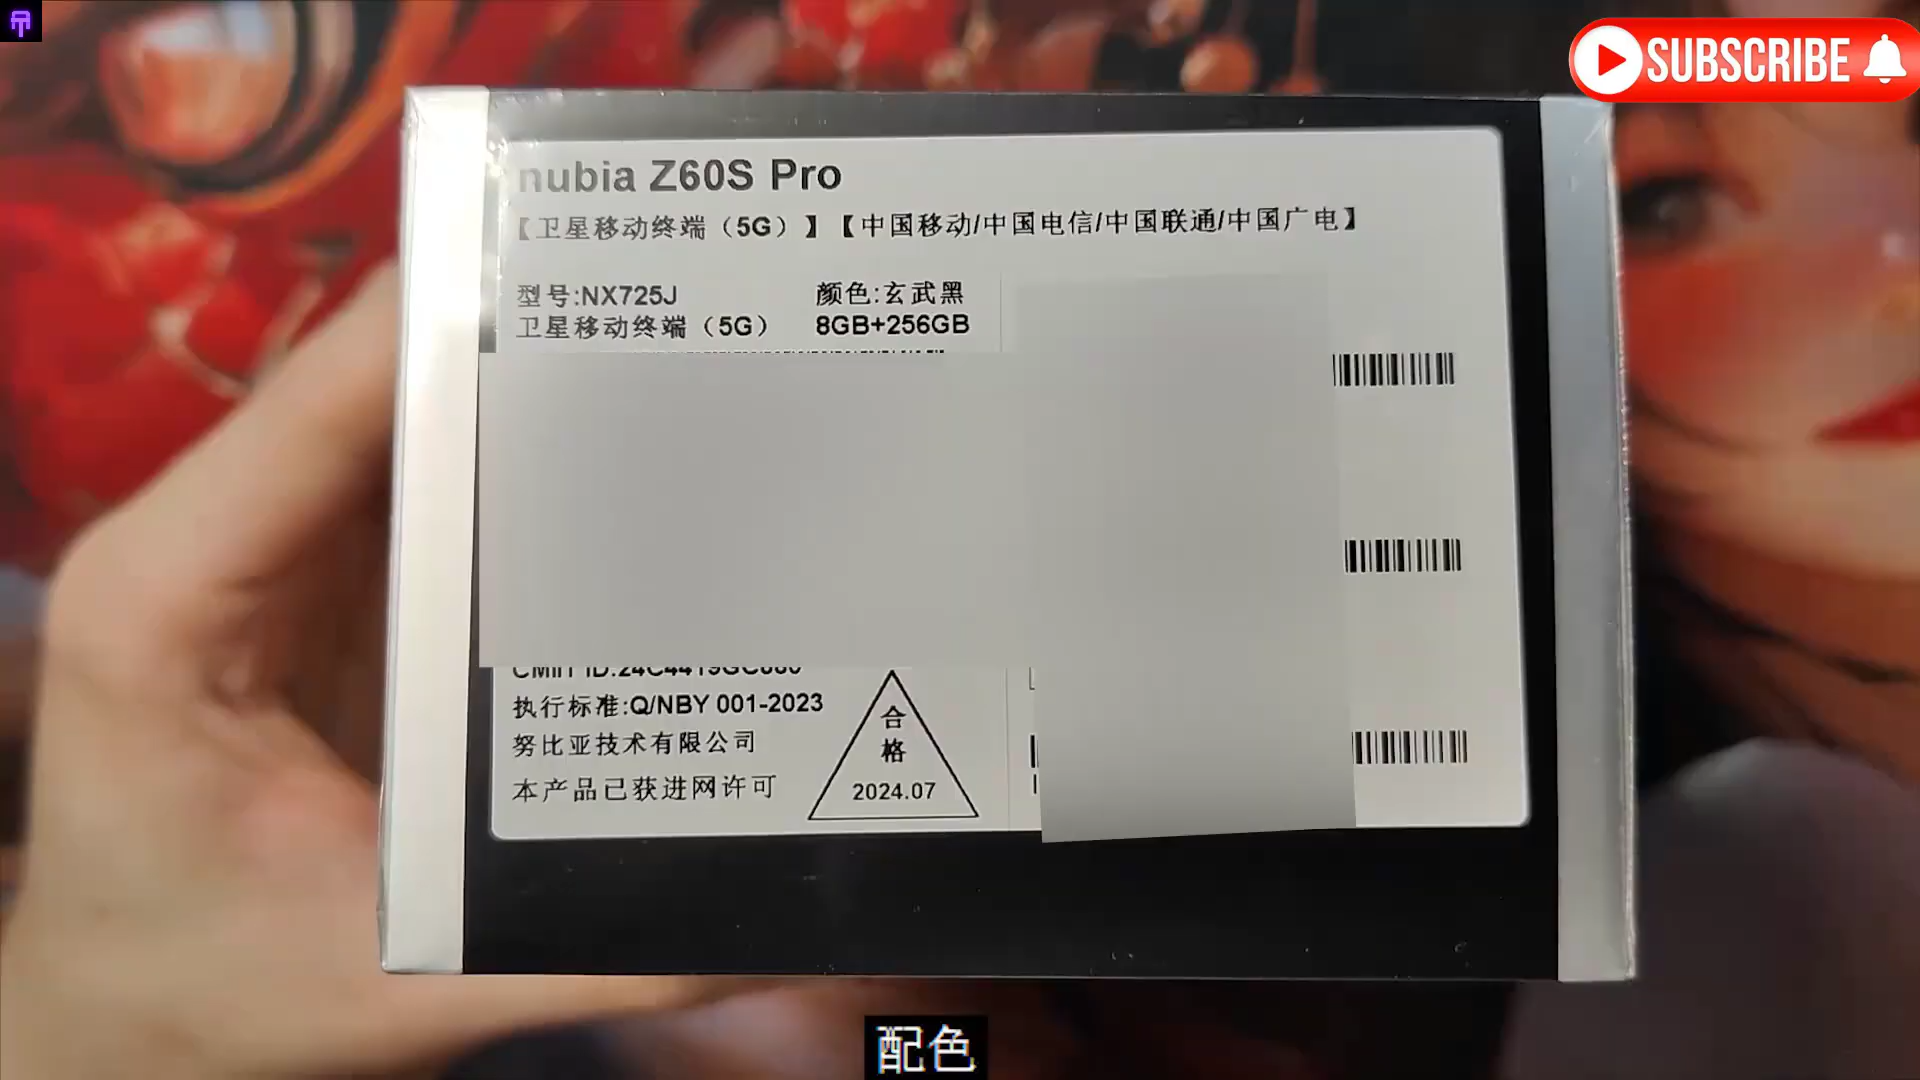 SUBSCRIBE
nubia Z60S Pro
【卫星移动终端（5G）】【中国移动/中国电信/中国联通/中国广电】
型号:NX725J
颜色:玄武黑
卫星移动终端（5G）
8GB+256GB
执行标准:Q/NBY 001-2023
努比亚技术有限公司
本产品已获进网许可
合
格
2024.07
配色